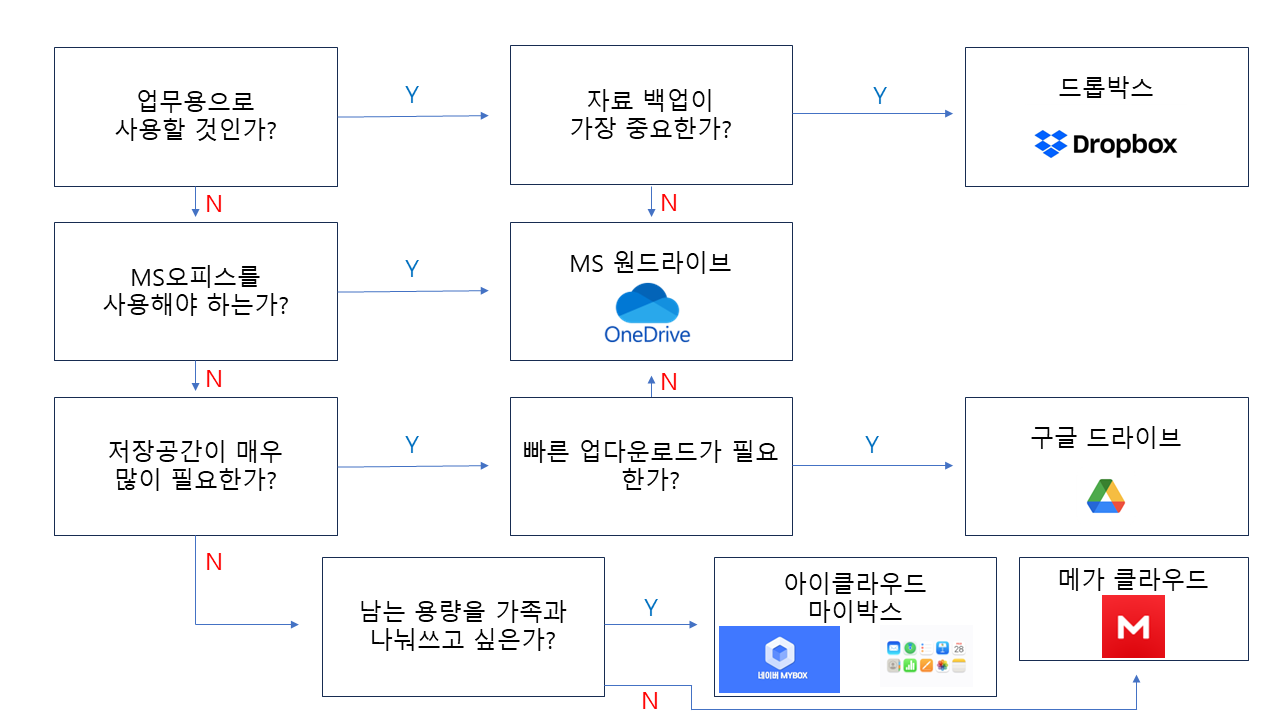 업무용으로
사용할 것인가?
Y
자료 백업이
가장 중요한가?
Y
드롭박스
Dropbox
N
N
MS오피스를
사용해야 하는가?
Y
MS 원드라이브
OneDrive
N
N
저장공간이 매우
많이 필요한가?
Y
빠른 업다운로드가 필요
한가?
Y
구글 드라이브
N
남는 용량을 가족과
나눠쓰고 싶은가?
Y
아이클라우드
마이박스
네이버 MYBOX
28
메가 클라우드
M
N